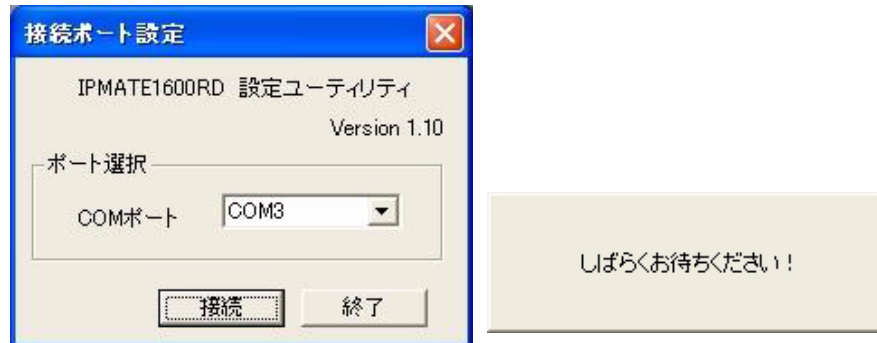 接続ポート設定
IPMATE1600RD 設定ユーティリティ
Version 1.10
ポート選択
COMポート COM3
接続 終了
しばらくお待ちください！